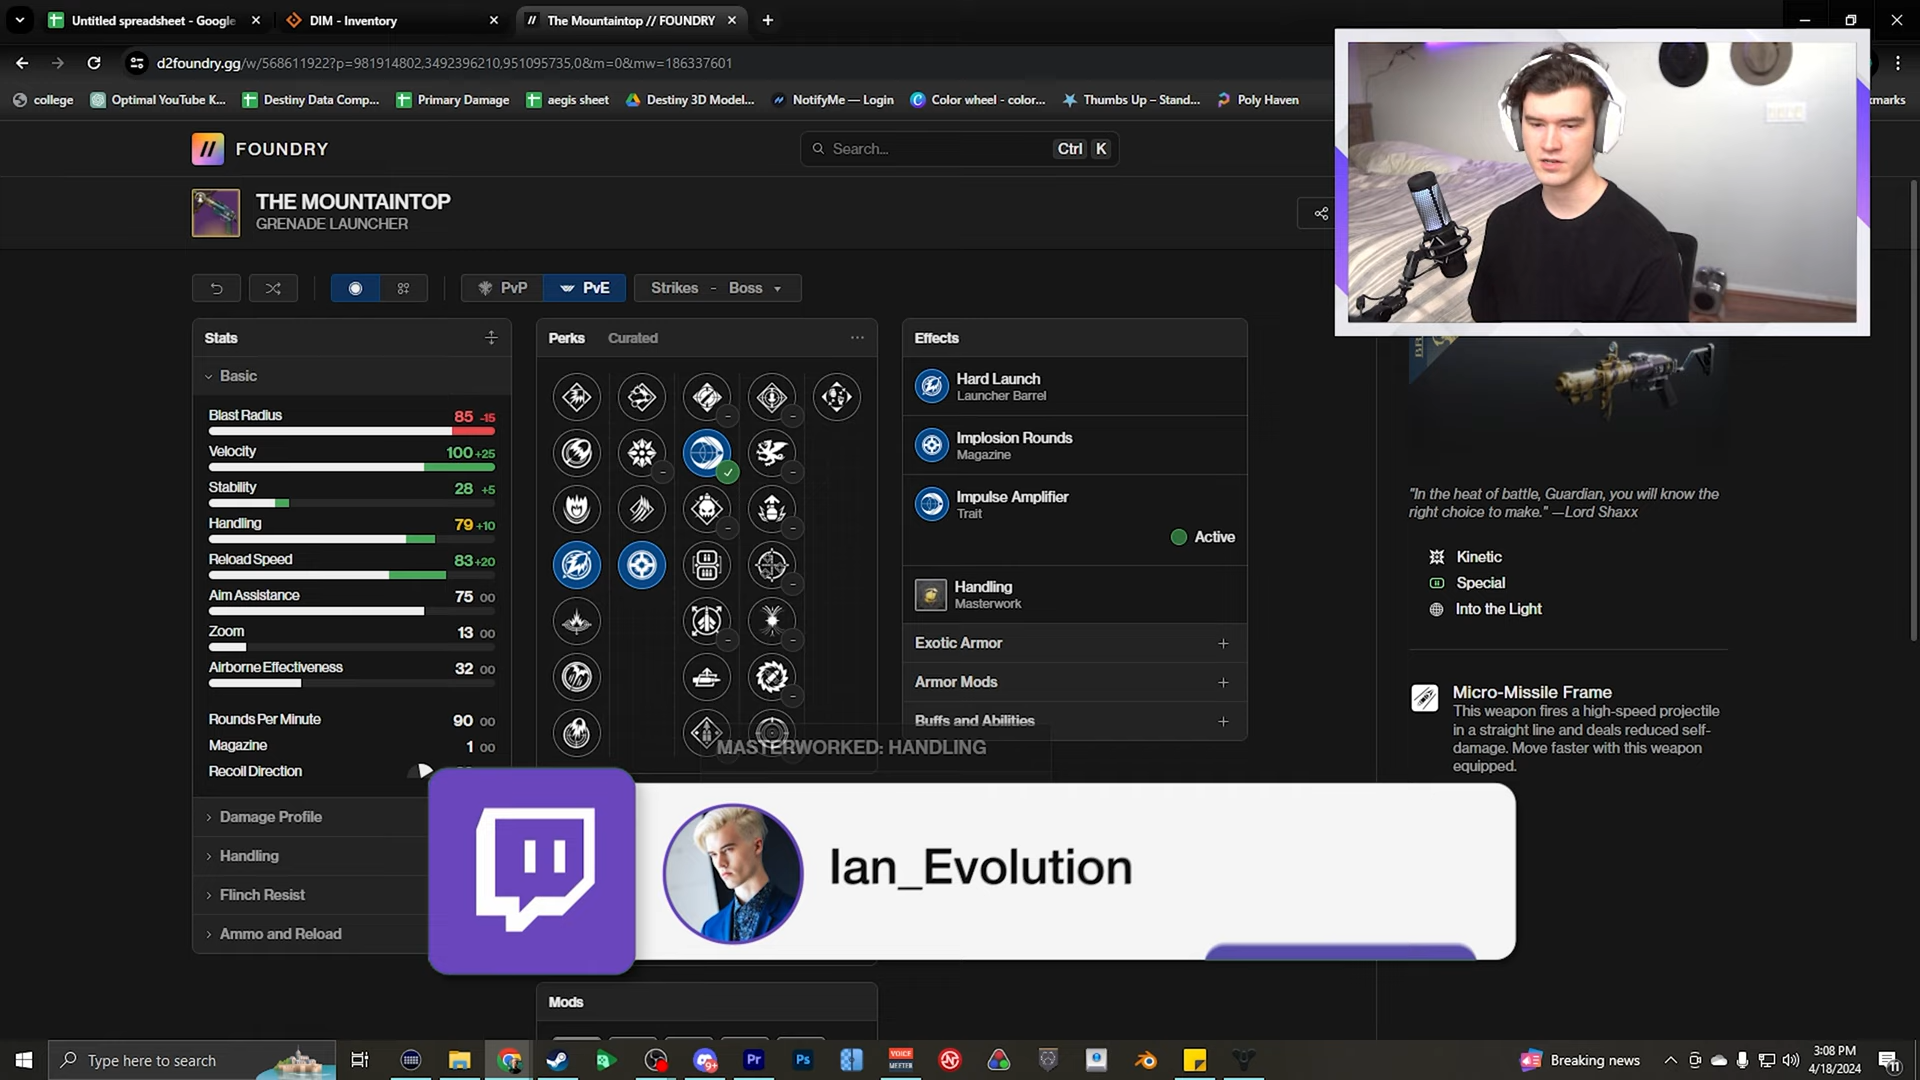 Untitled spreadsheet - Google
DIM - Inventory
The Mountaintop // FOUNDRY
d2foundry.gg/w/568611922?p=981914802,3492396210,951095735,0&m=0&mw=186337601
college
Optimal YouTube K...
Destiny Data Comp...
Primary Damage
aegis sheet
Destiny 3D Model...
NotifyMe — Login
Color wheel - color...
Thumbs Up – Stand...
Poly Haven
FOUNDRY
Search...
Ctrl K
THE MOUNTAINTOP
GRENADE LAUNCHER
PvP
PvE
Strikes - Boss
Stats
Basic
Blast Radius 85 -15
Velocity 100 +25
Stability 28 +5
Handling 79 +10
Reload Speed 83 +20
Aim Assistance 75 00
Zoom 13 00
Airborne Effectiveness 32 00
Rounds Per Minute 90 00
Magazine 1 00
Recoil Direction
Damage Profile
Handling
Flinch Resist
Ammo and Reload
Perks Curated
MASTERWORKED: HANDLING
Mods
Effects
Hard Launch
Launcher Barrel
Implosion Rounds
Magazine
Impulse Amplifier
Trait
Active
Handling
Masterwork
Exotic Armor
Armor Mods
Buffs and Abilities
"In the heat of battle, Guardian, you will know the
right choice to make." —Lord Shaxx
Kinetic
Special
Into the Light
Micro-Missile Frame
This weapon fires a high-speed projectile
in a straight line and deals reduced self-
damage. Move faster with this weapon
equipped.
Ian_Evolution
Type here to search
Breaking news
3:08 PM
4/18/2024
11